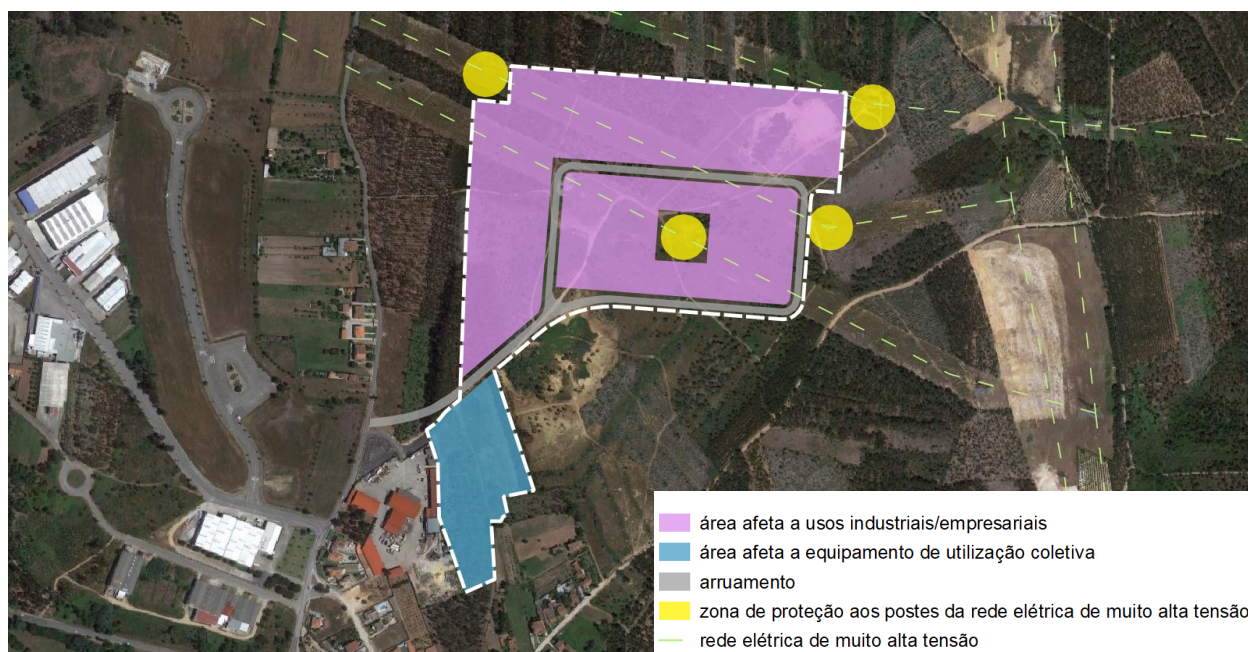 área afeta a usos industriais/empresariais
área afeta a equipamento de utilização coletiva
arruamento
zona de proteção aos postes da rede elétrica de muito alta tensão
rede elétrica de muito alta tensão